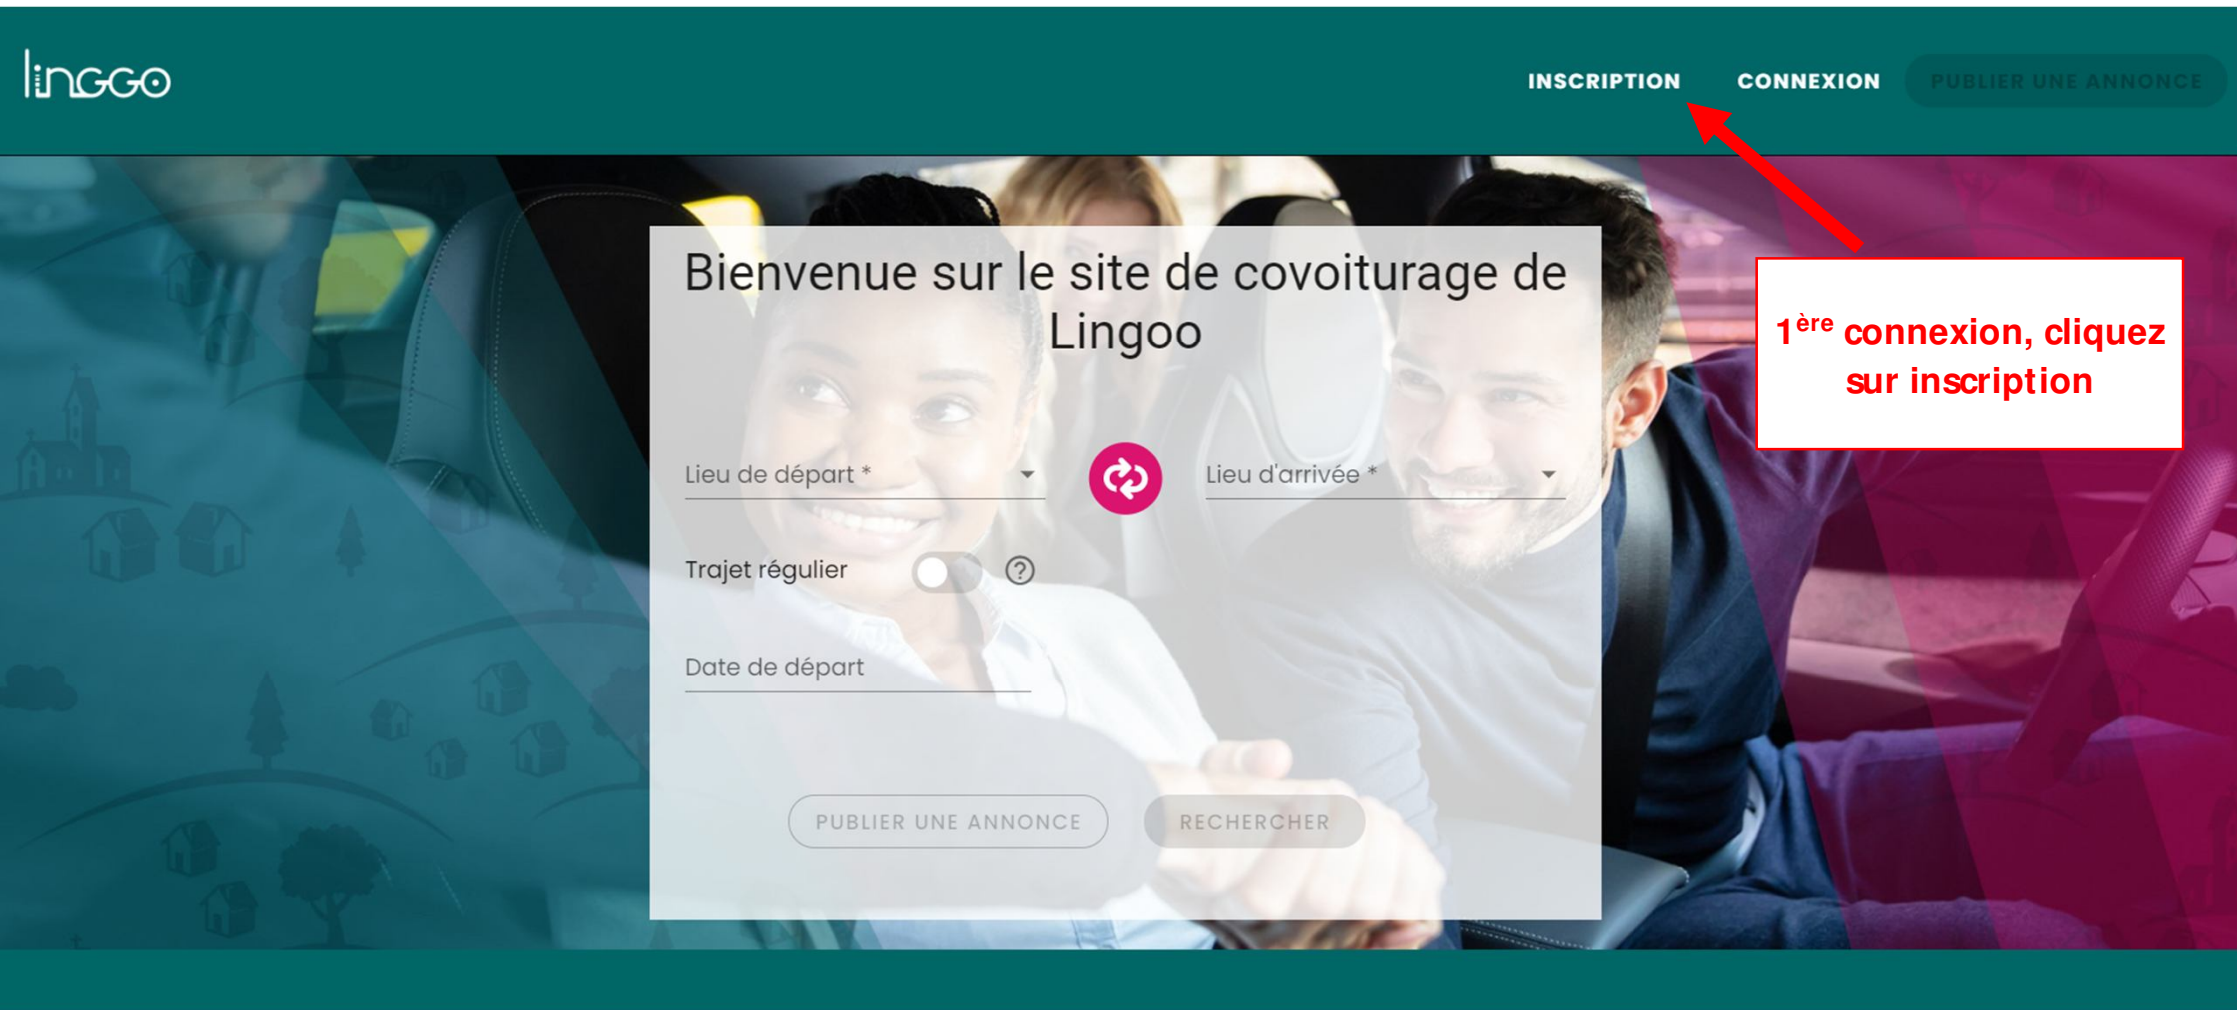 linGGO
INSCRIPTION CONNEXION PUBLIER UNE ANNONCE
Bienvenue sur le site de covoiturage de
Lingoo
1ère connexion, cliquez
sur inscription
Lieu de départ * Lieu d'arrivée *
Trajet régulier ?
Date de départ
PUBLIER UNE ANNONCE RECHERCHER